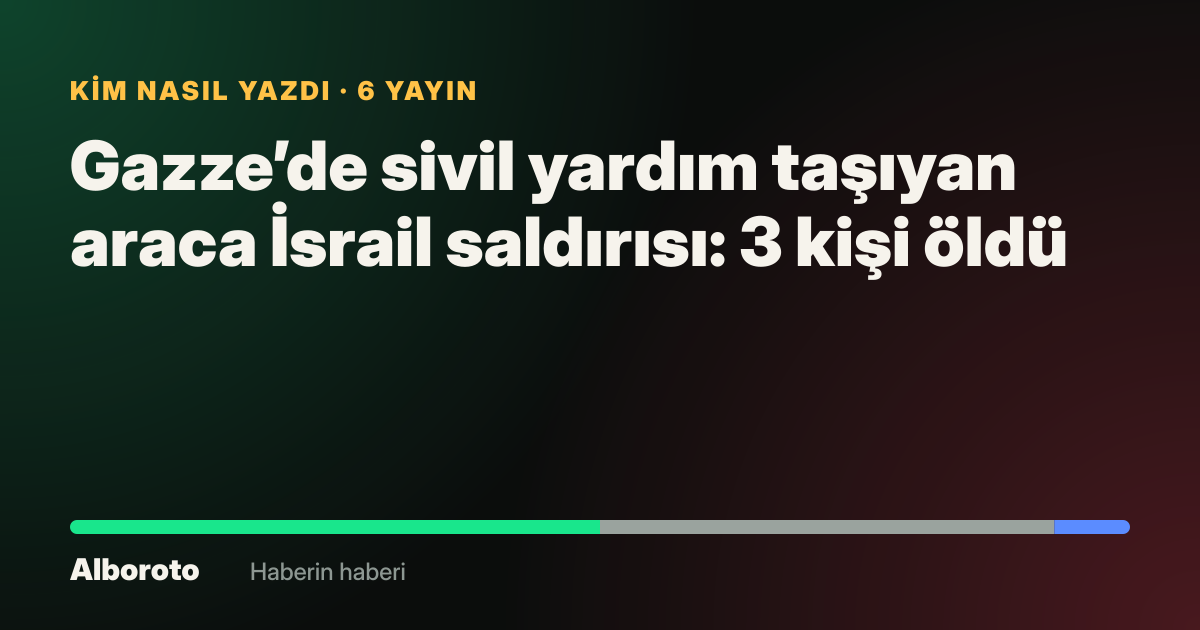 KİM NASIL YAZDI · 6 YAYIN
Gazze’de sivil yardım taşıyan
araca İsrail saldırısı: 3 kişi öldü
Alboroto
Haberin haberi